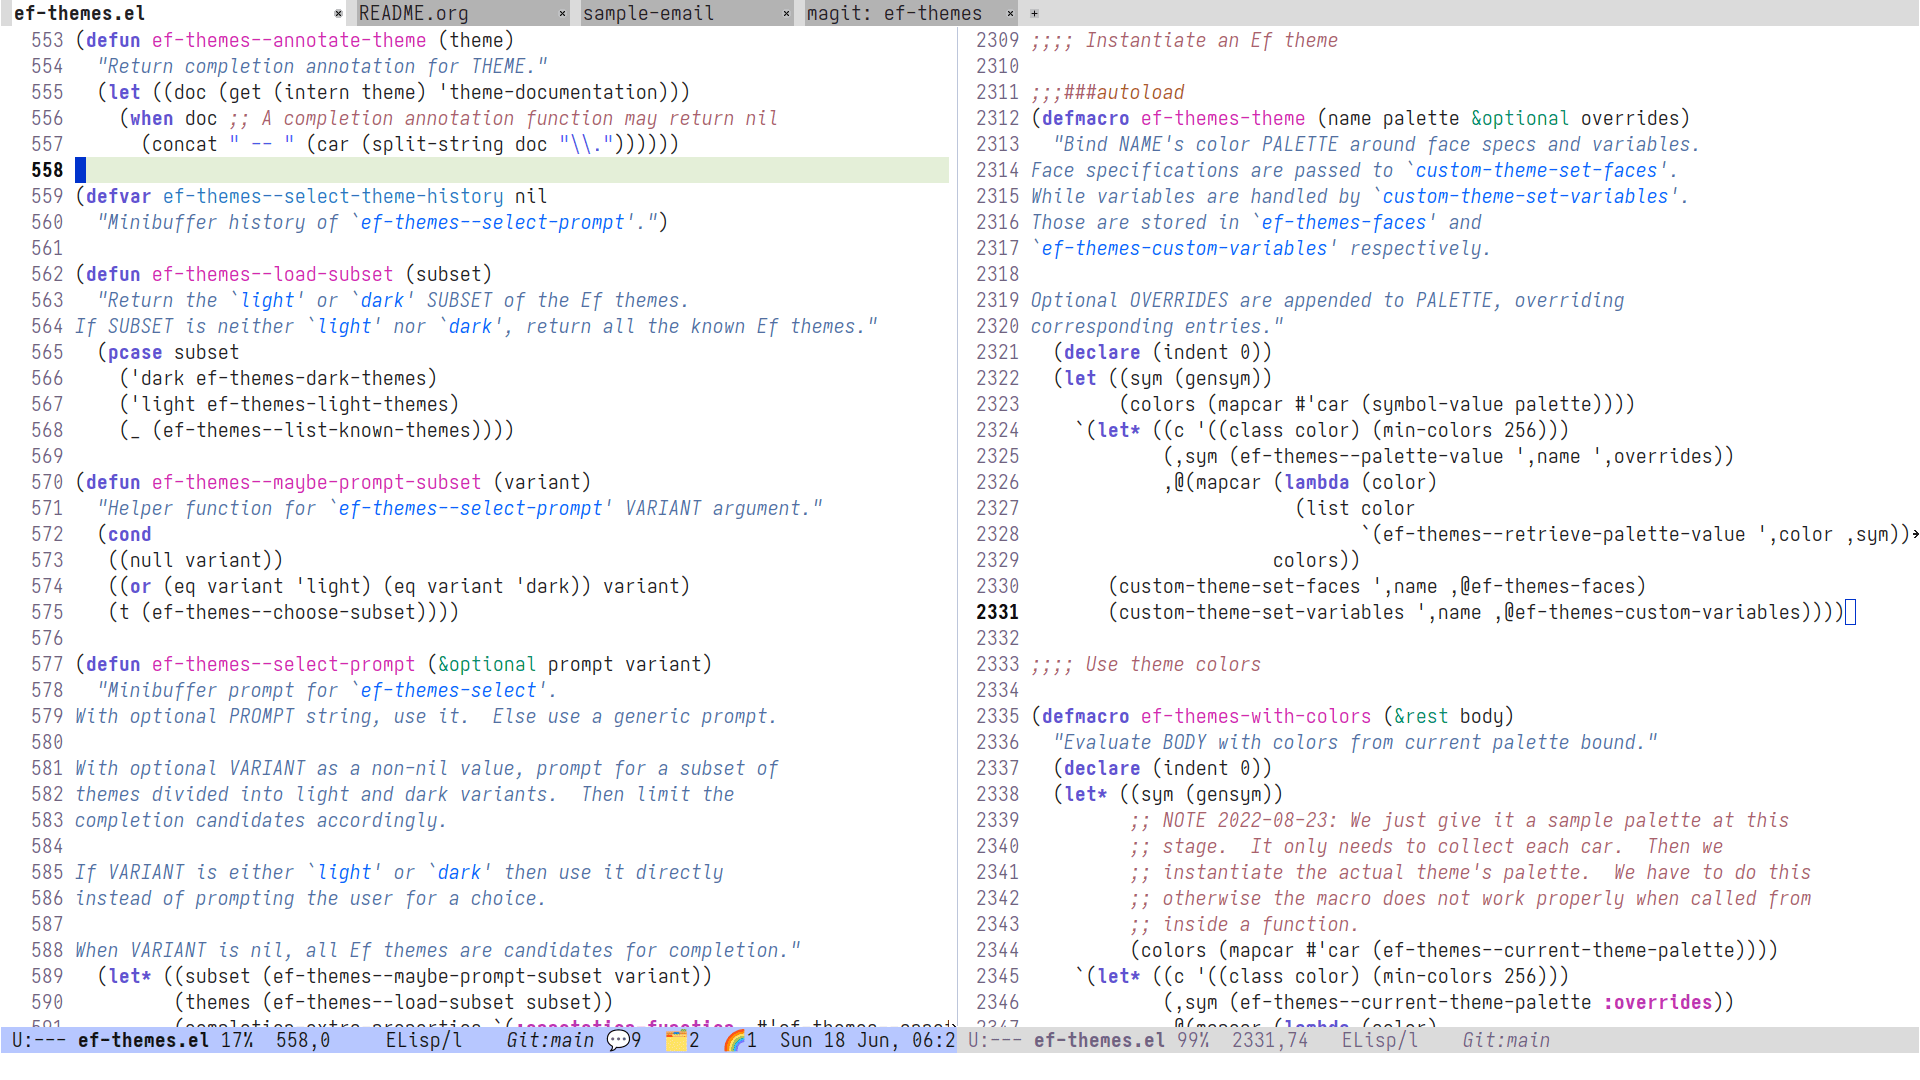 ef-themes.el × README.org × sample-email × magit: ef-themes × +
553 (defun ef-themes--annotate-theme (theme)
554   "Return completion annotation for THEME."
555   (let ((doc (get (intern theme) 'theme-documentation)))
556     (when doc ;; A completion annotation function may return nil
557       (concat " -- " (car (split-string doc "\\."))))))
558
559 (defvar ef-themes--select-theme-history nil
560   "Minibuffer history of `ef-themes--select-prompt'.")
561
562 (defun ef-themes--load-subset (subset)
563   "Return the `light' or `dark' SUBSET of the Ef themes.
564 If SUBSET is neither `light' nor `dark', return all the known Ef themes."
565   (pcase subset
566     ('dark ef-themes-dark-themes)
567     ('light ef-themes-light-themes)
568     (_ (ef-themes--list-known-themes))))
569
570 (defun ef-themes--maybe-prompt-subset (variant)
571   "Helper function for `ef-themes--select-prompt' VARIANT argument."
572   (cond
573    ((null variant))
574    ((or (eq variant 'light) (eq variant 'dark)) variant)
575    (t (ef-themes--choose-subset))))
576
577 (defun ef-themes--select-prompt (&optional prompt variant)
578   "Minibuffer prompt for `ef-themes-select'.
579 With optional PROMPT string, use it.  Else use a generic prompt.
580
581 With optional VARIANT as a non-nil value, prompt for a subset of
582 themes divided into light and dark variants.  Then limit the
583 completion candidates accordingly.
584
585 If VARIANT is either `light' or `dark' then use it directly
586 instead of prompting the user for a choice.
587
588 When VARIANT is nil, all Ef themes are candidates for completion."
589   (let* ((subset (ef-themes--maybe-prompt-subset variant))
590          (themes (ef-themes--load-subset subset))
U:--- ef-themes.el 17% 558,0 ELisp/l Git:main 💬9 🗂️2 🌈1 Sun 18 Jun, 06:2
2309 ;;;; Instantiate an Ef theme
2310
2311 ;;;###autoload
2312 (defmacro ef-themes-theme (name palette &optional overrides)
2313   "Bind NAME's color PALETTE around face specs and variables.
2314 Face specifications are passed to `custom-theme-set-faces'.
2315 While variables are handled by `custom-theme-set-variables'.
2316 Those are stored in `ef-themes-faces' and
2317 `ef-themes-custom-variables' respectively.
2318
2319 Optional OVERRIDES are appended to PALETTE, overriding
2320 corresponding entries."
2321   (declare (indent 0))
2322   (let ((sym (gensym))
2323         (colors (mapcar #'car (symbol-value palette))))
2324     `(let* ((c '((class color) (min-colors 256)))
2325             (,sym (ef-themes--palette-value ',name ',overrides))
2326             ,@(mapcar (lambda (color)
2327                         (list color
2328                               `(ef-themes--retrieve-palette-value ',color ,sym))
2329                       colors))
2330        (custom-theme-set-faces ',name ,@ef-themes-faces)
2331        (custom-theme-set-variables ',name ,@ef-themes-custom-variables))))
2332
2333 ;;;; Use theme colors
2334
2335 (defmacro ef-themes-with-colors (&rest body)
2336   "Evaluate BODY with colors from current palette bound."
2337   (declare (indent 0))
2338   (let* ((sym (gensym))
2339          ;; NOTE 2022-08-23: We just give it a sample palette at this
2340          ;; stage.  It only needs to collect each car.  Then we
2341          ;; instantiate the actual theme's palette.  We have to do this
2342          ;; otherwise the macro does not work properly when called from
2343          ;; inside a function.
2344          (colors (mapcar #'car (ef-themes--current-theme-palette))))
2345     `(let* ((c '((class color) (min-colors 256)))
2346             (,sym (ef-themes--current-theme-palette :overrides))
2347             ,@(mapcar (lambda (color)
U:--- ef-themes.el 99% 2331,74 ELisp/l Git:main